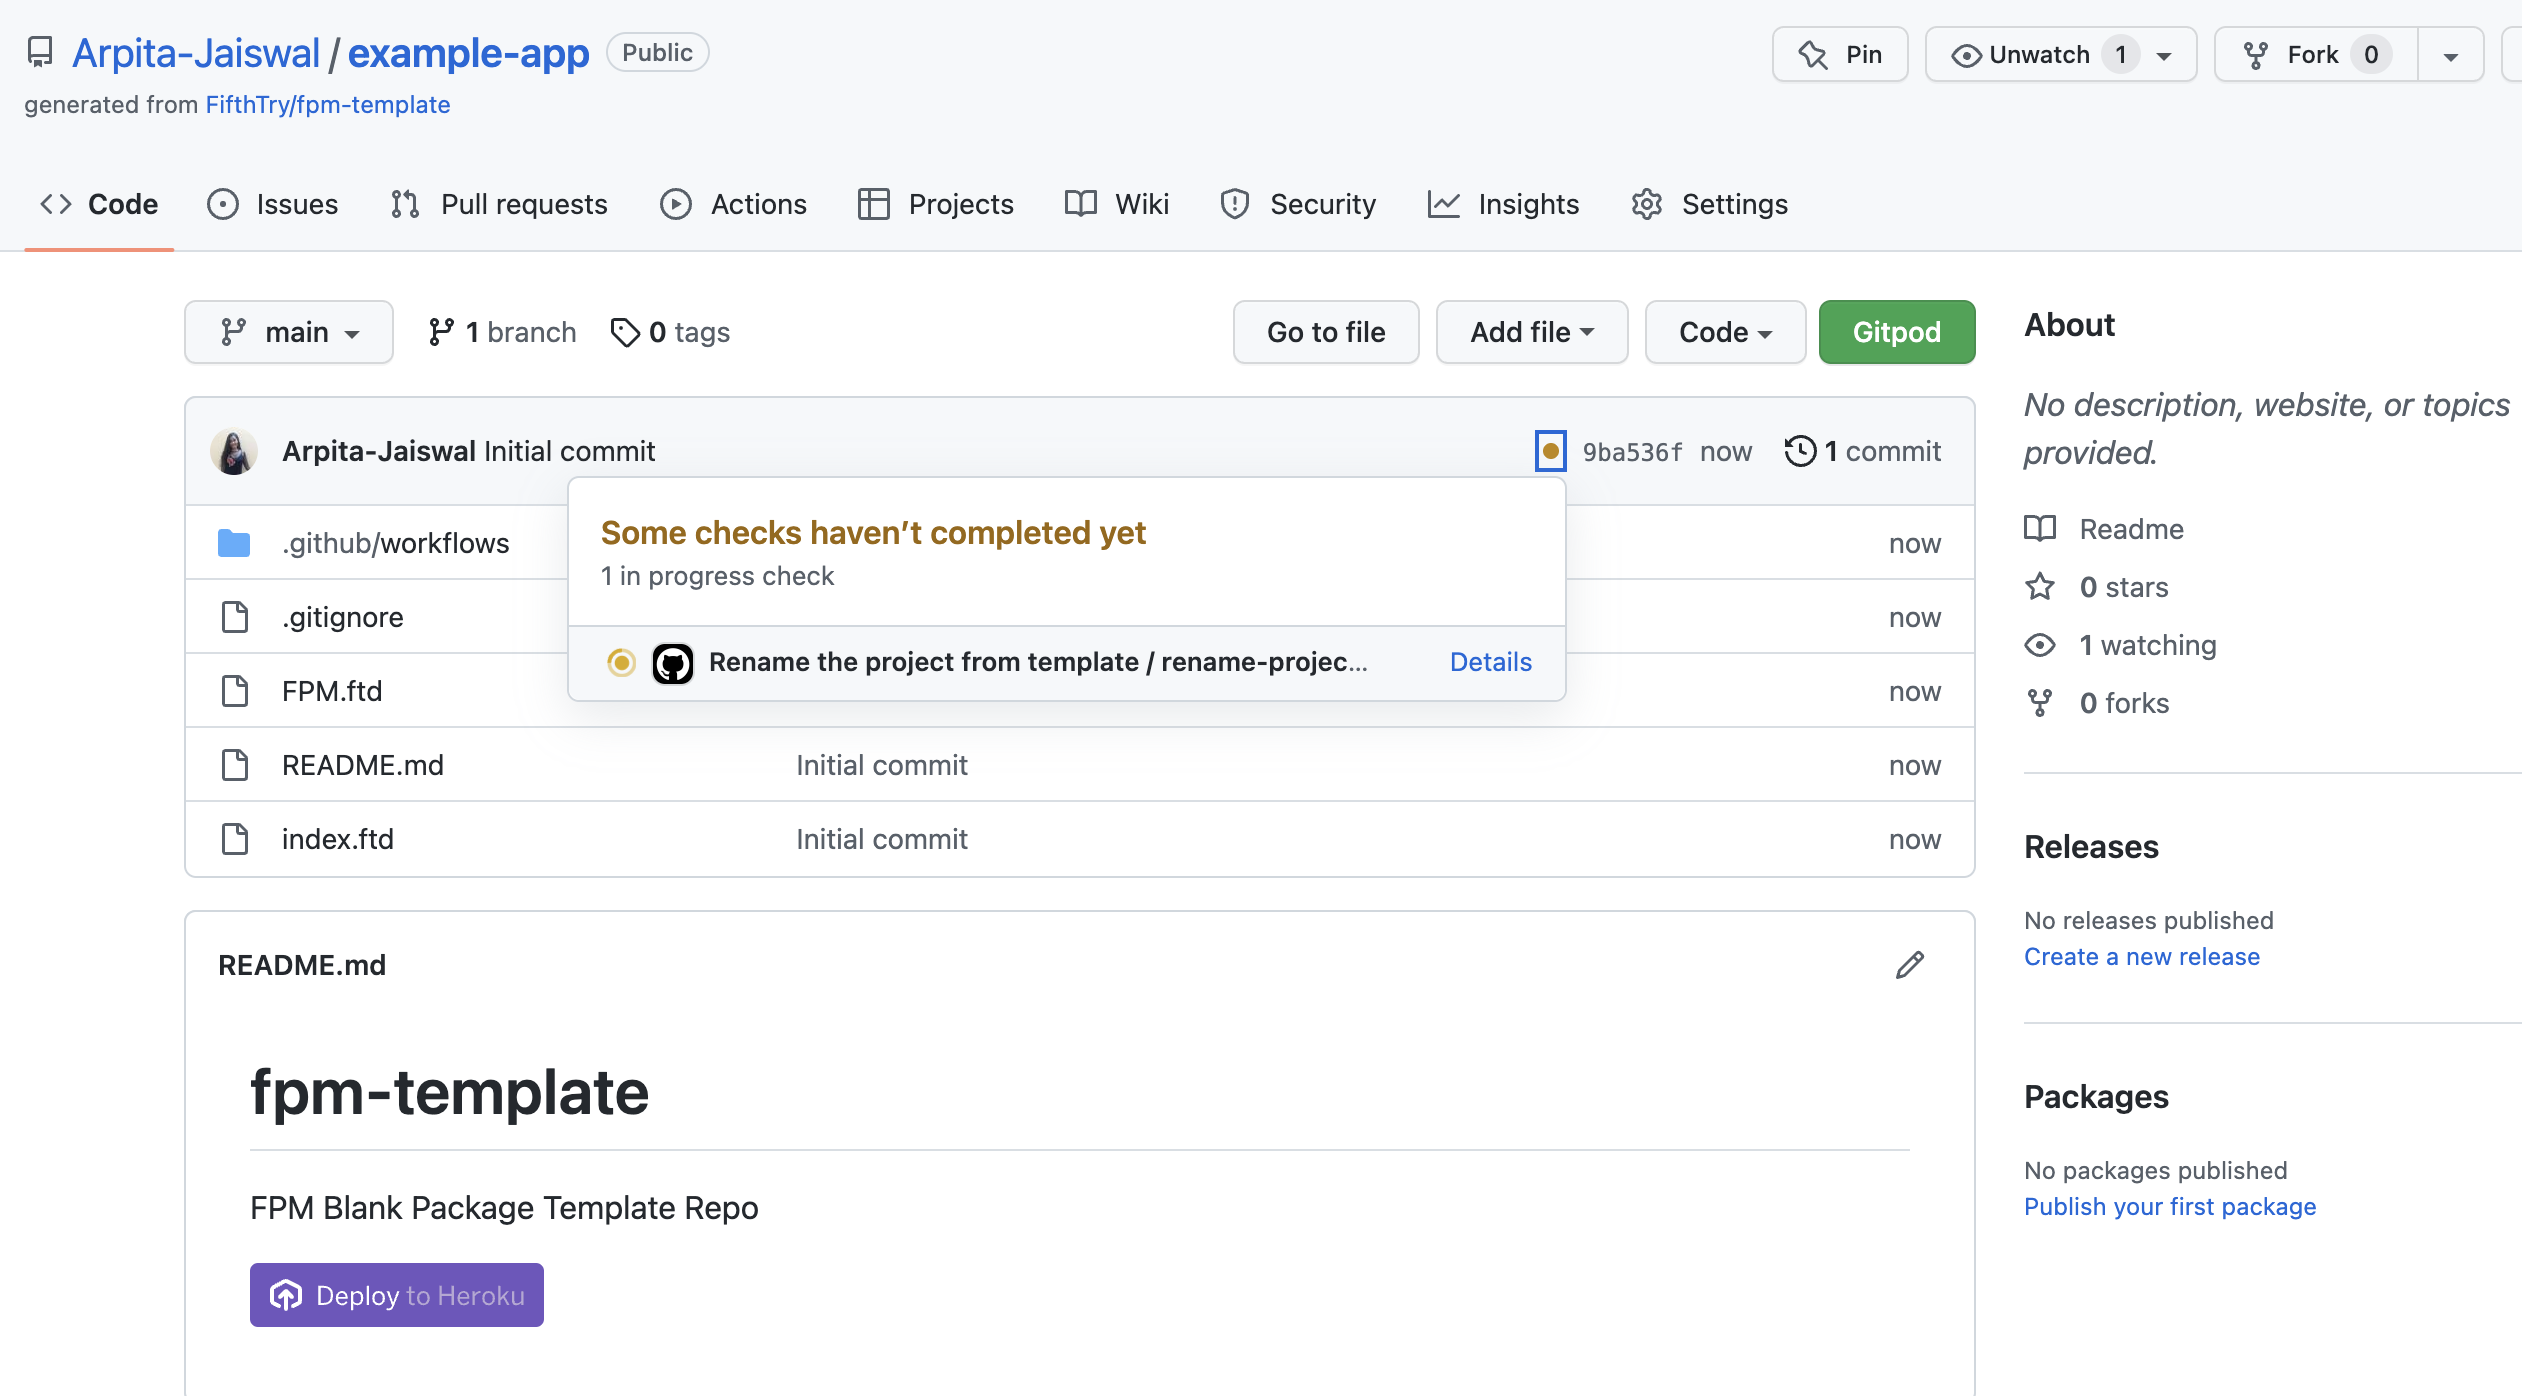 Arpita-Jaiswal / example-app Public
Pin
Unwatch 1
Fork 0
generated from FifthTry/fpm-template
Code
Issues
Pull requests
Actions
Projects
Wiki
Security
Insights
Settings
main
1 branch
0 tags
Go to file
Add file
Code
Gitpod
Arpita-Jaiswal Initial commit
9ba536f now
1 commit
Some checks haven’t completed yet
1 in progress check
Rename the project from template / rename-projec...
Details
.github/workflows
now
.gitignore
now
FPM.ftd
now
README.md
Initial commit
now
index.ftd
Initial commit
now
README.md
fpm-template
FPM Blank Package Template Repo
Deploy to Heroku
About
No description, website, or topics
provided.
Readme
0 stars
1 watching
0 forks
Releases
No releases published
Create a new release
Packages
No packages published
Publish your first package